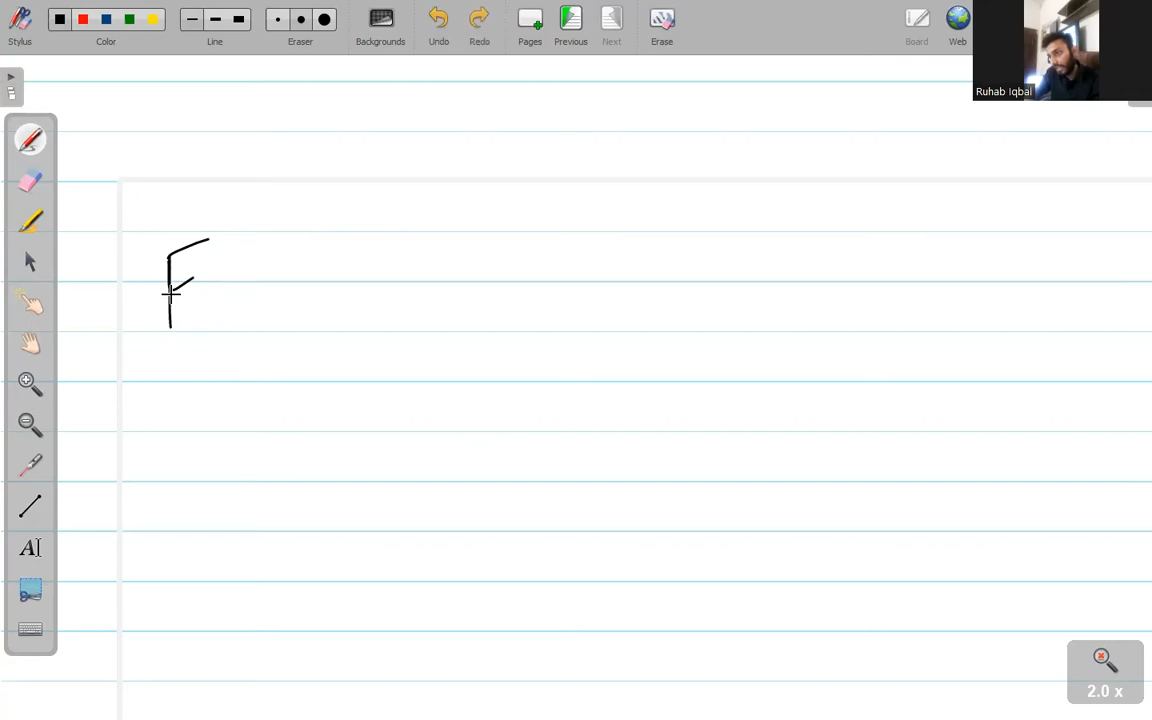 Stylus
Color
Line
Eraser
Backgrounds
Undo
Redo
Pages
Previous
Next
Erase
Board
Web
Ruhab Iqbal
F
A
2.0 x